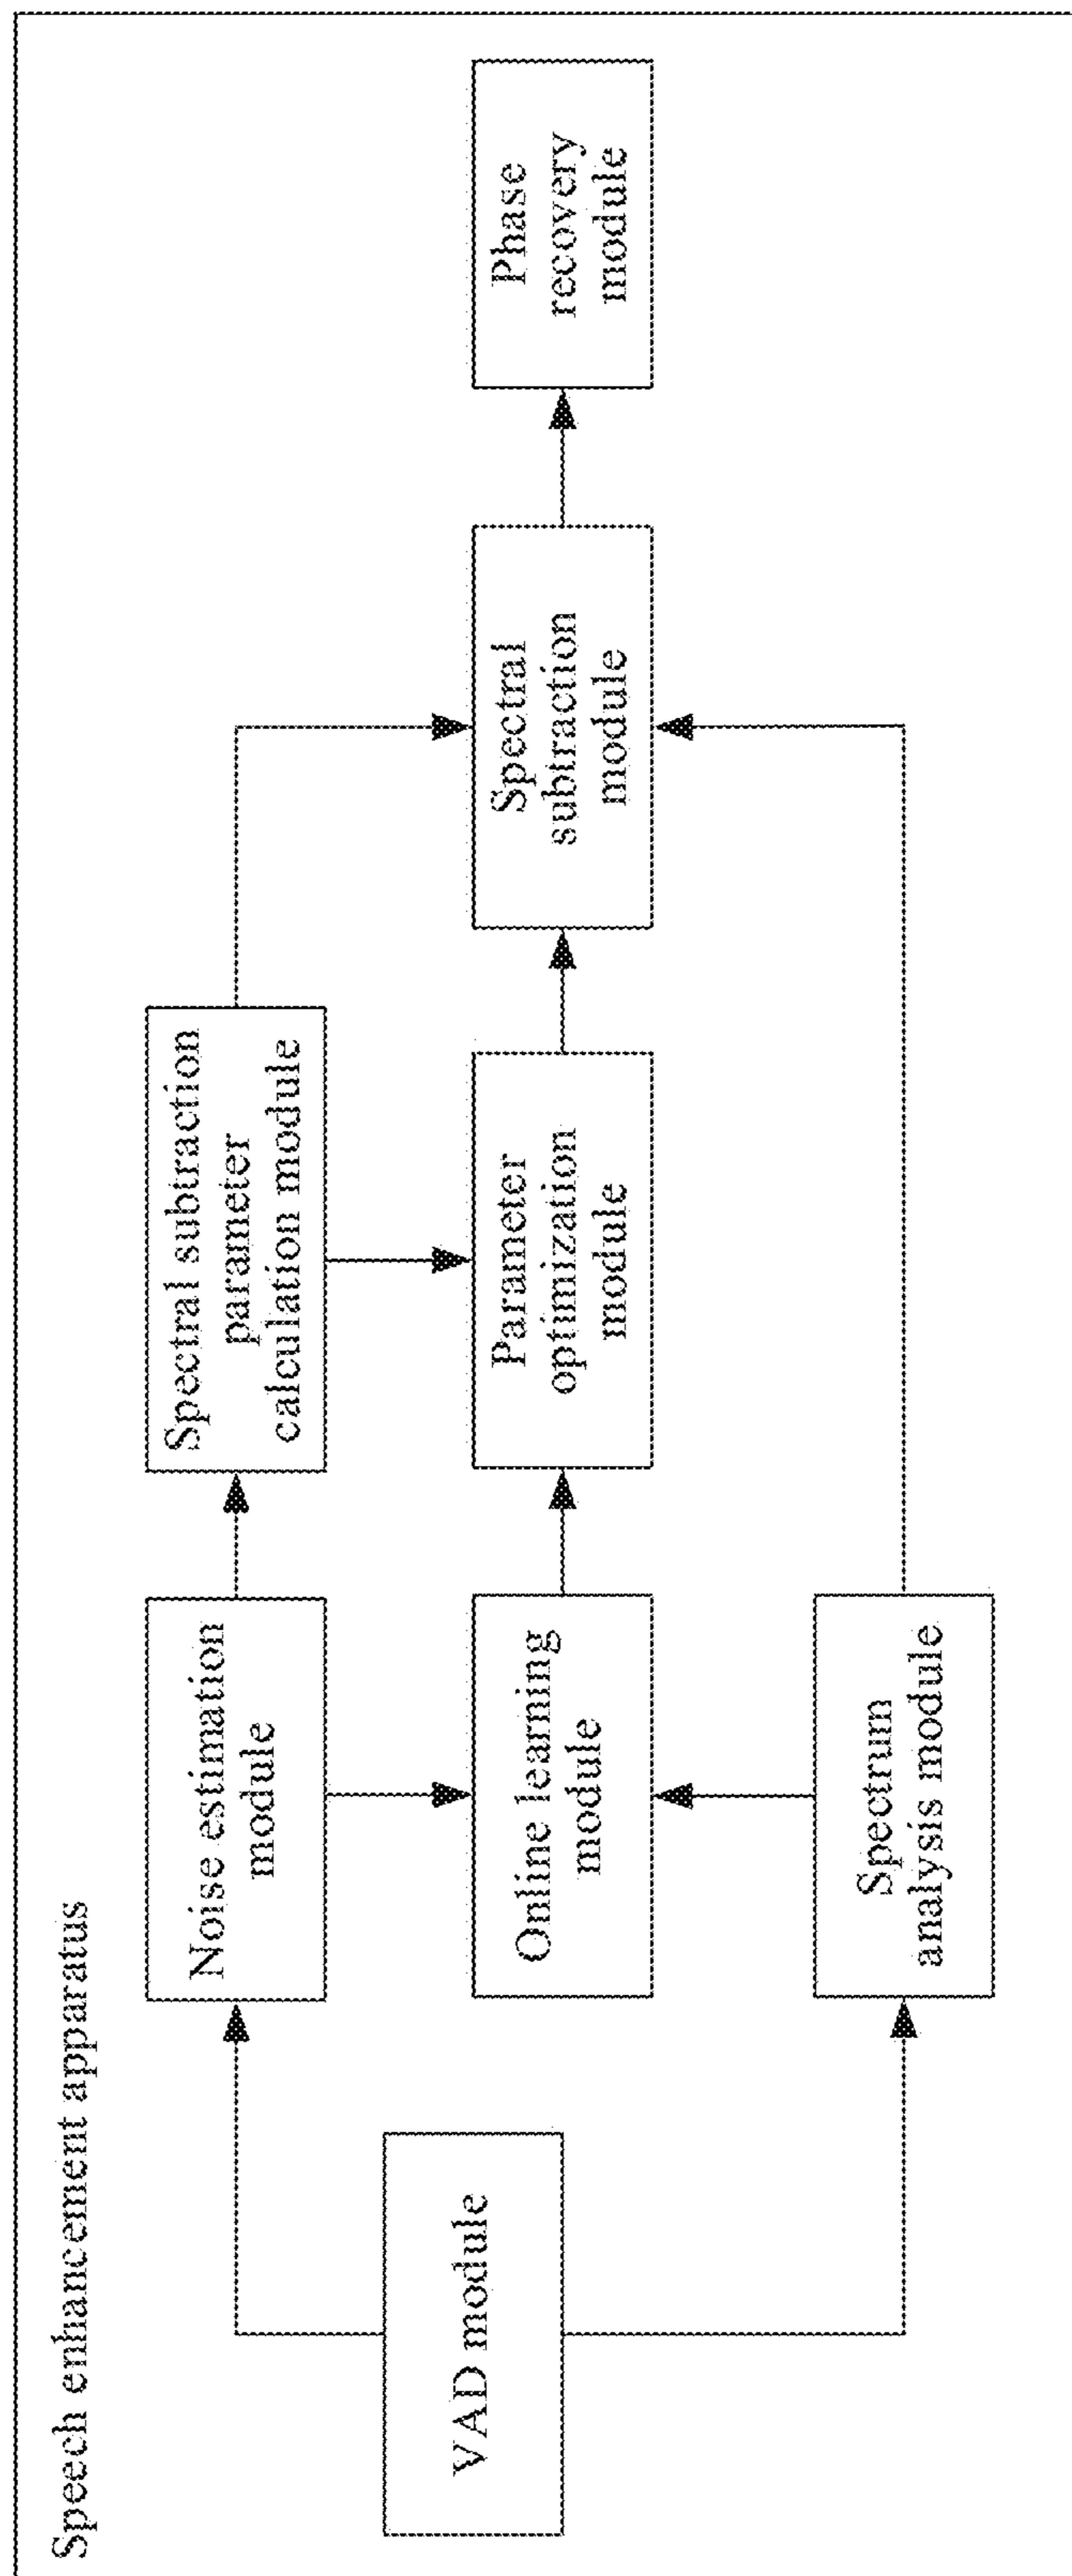 Speech enhancement apparatus
VAD module
Noise estimation
module
Online learning
module
Spectrum
analysis module
Spectral subtraction
parameter
calculation module
Parameter
optimization
module
Spectral
subtraction
module
Phase
recovery
module